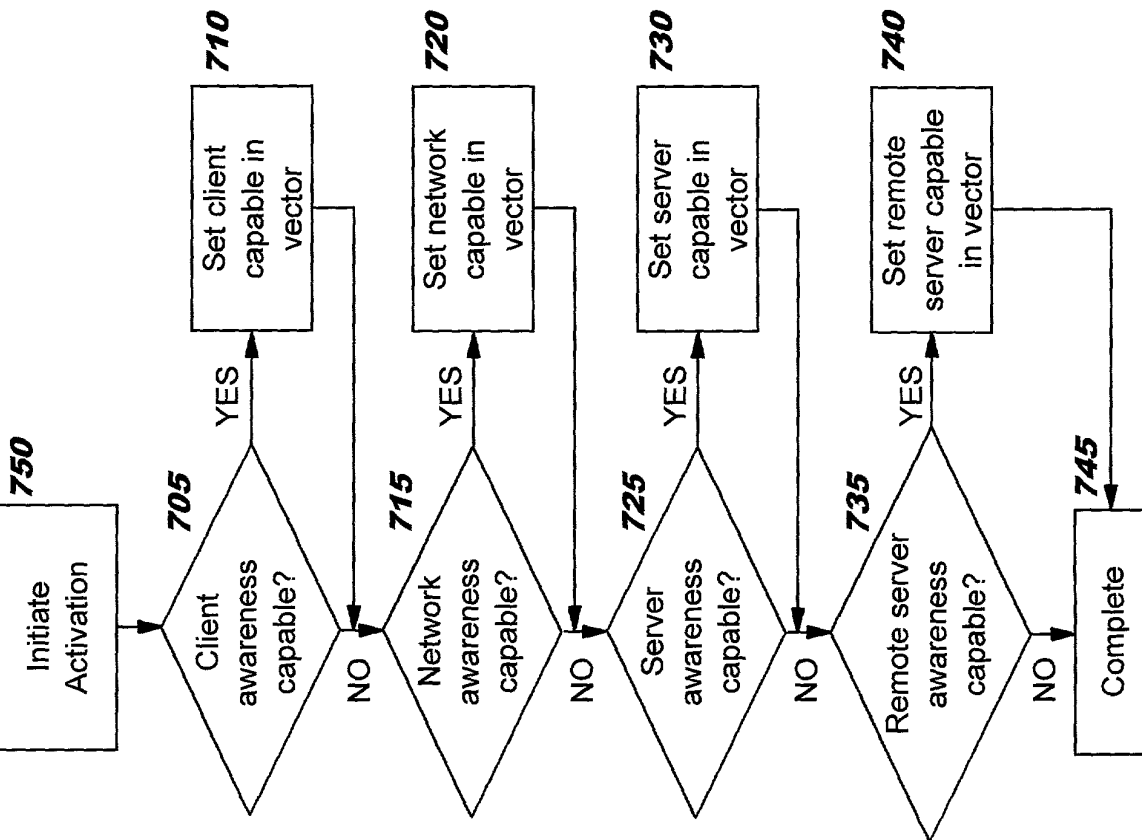 750
Initiate
Activation
705
Client
awareness
capable?
YES
710
Set client
capable in
vector
NO
715
Network
awareness
capable?
YES
720
Set network
capable in
vector
NO
725
Server
awareness
capable?
YES
730
Set server
capable in
vector
NO
735
Remote server
awareness
capable?
YES
740
Set remote
server capable
in vector
NO
745
Complete